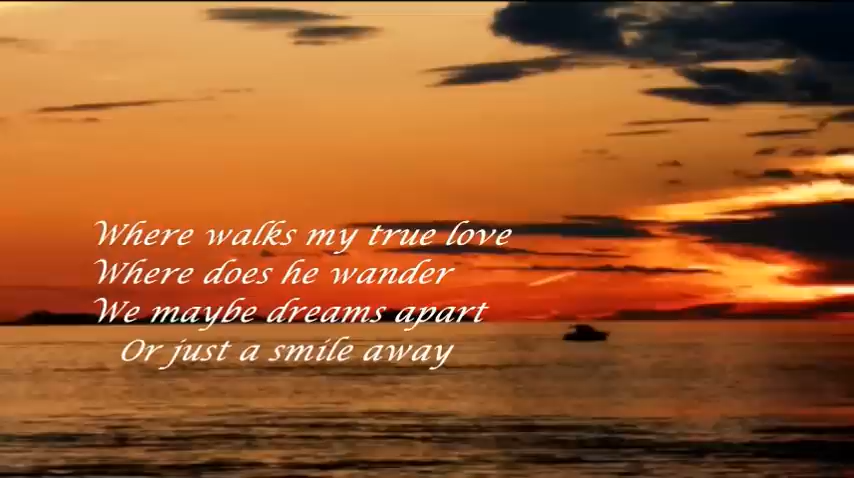 Where walks my true love
Where does he wander
We maybe dreams apart
Or just a smile away